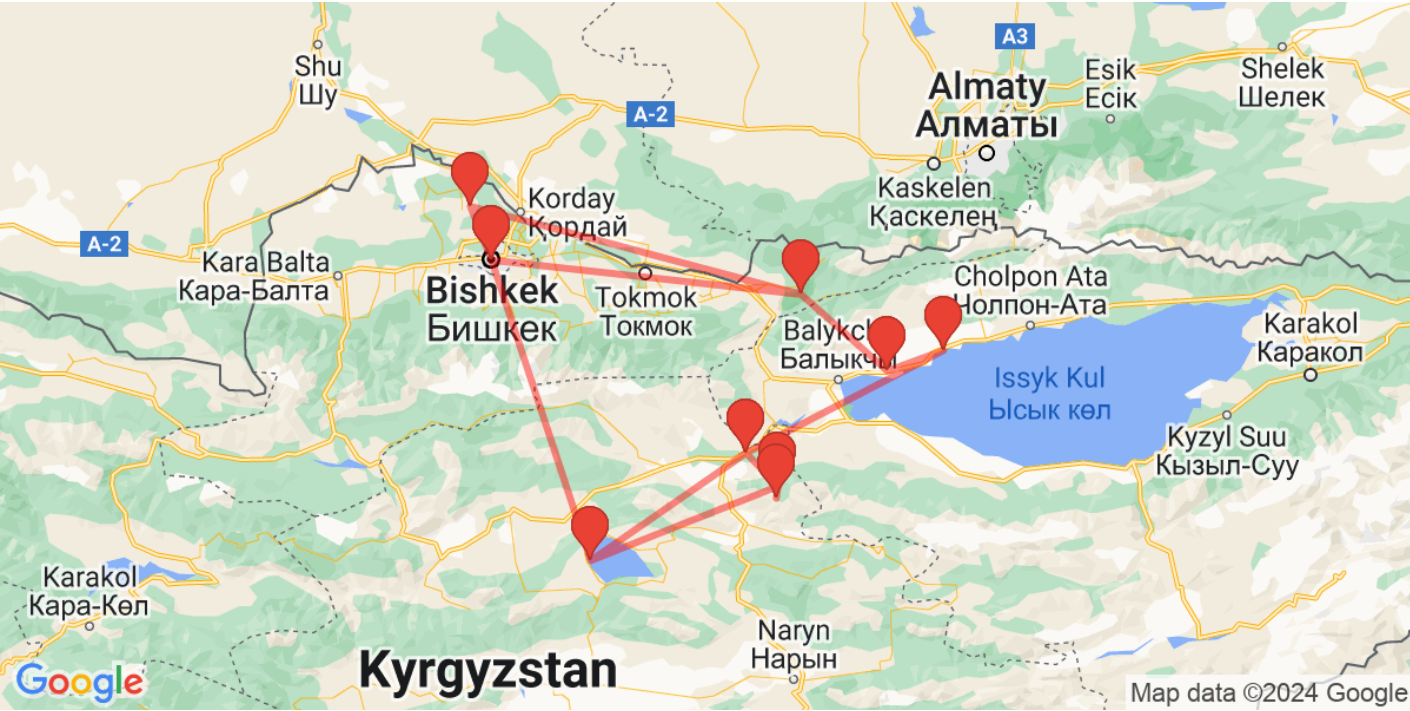 A3
Shu
Шу
Esik
Есік
Shelek
Шелек
Almaty
Алматы
A-2
Kaskelen
Қаскелең
Korday
Қордай
A-2
Kara Balta
Кара-Балта
Bishkek
Бишкек
Tokmok
Токмок
Cholpon Ata
Чолпон-Ата
Balykch
Балыкчы
Karakol
Каракол
Issyk Kul
Ысык көл
Kyzyl Suu
Кызыл-Суу
Karakol
Кара-Көл
Naryn
Нарын
Kyrgyzstan
Google
Map data ©2024 Google